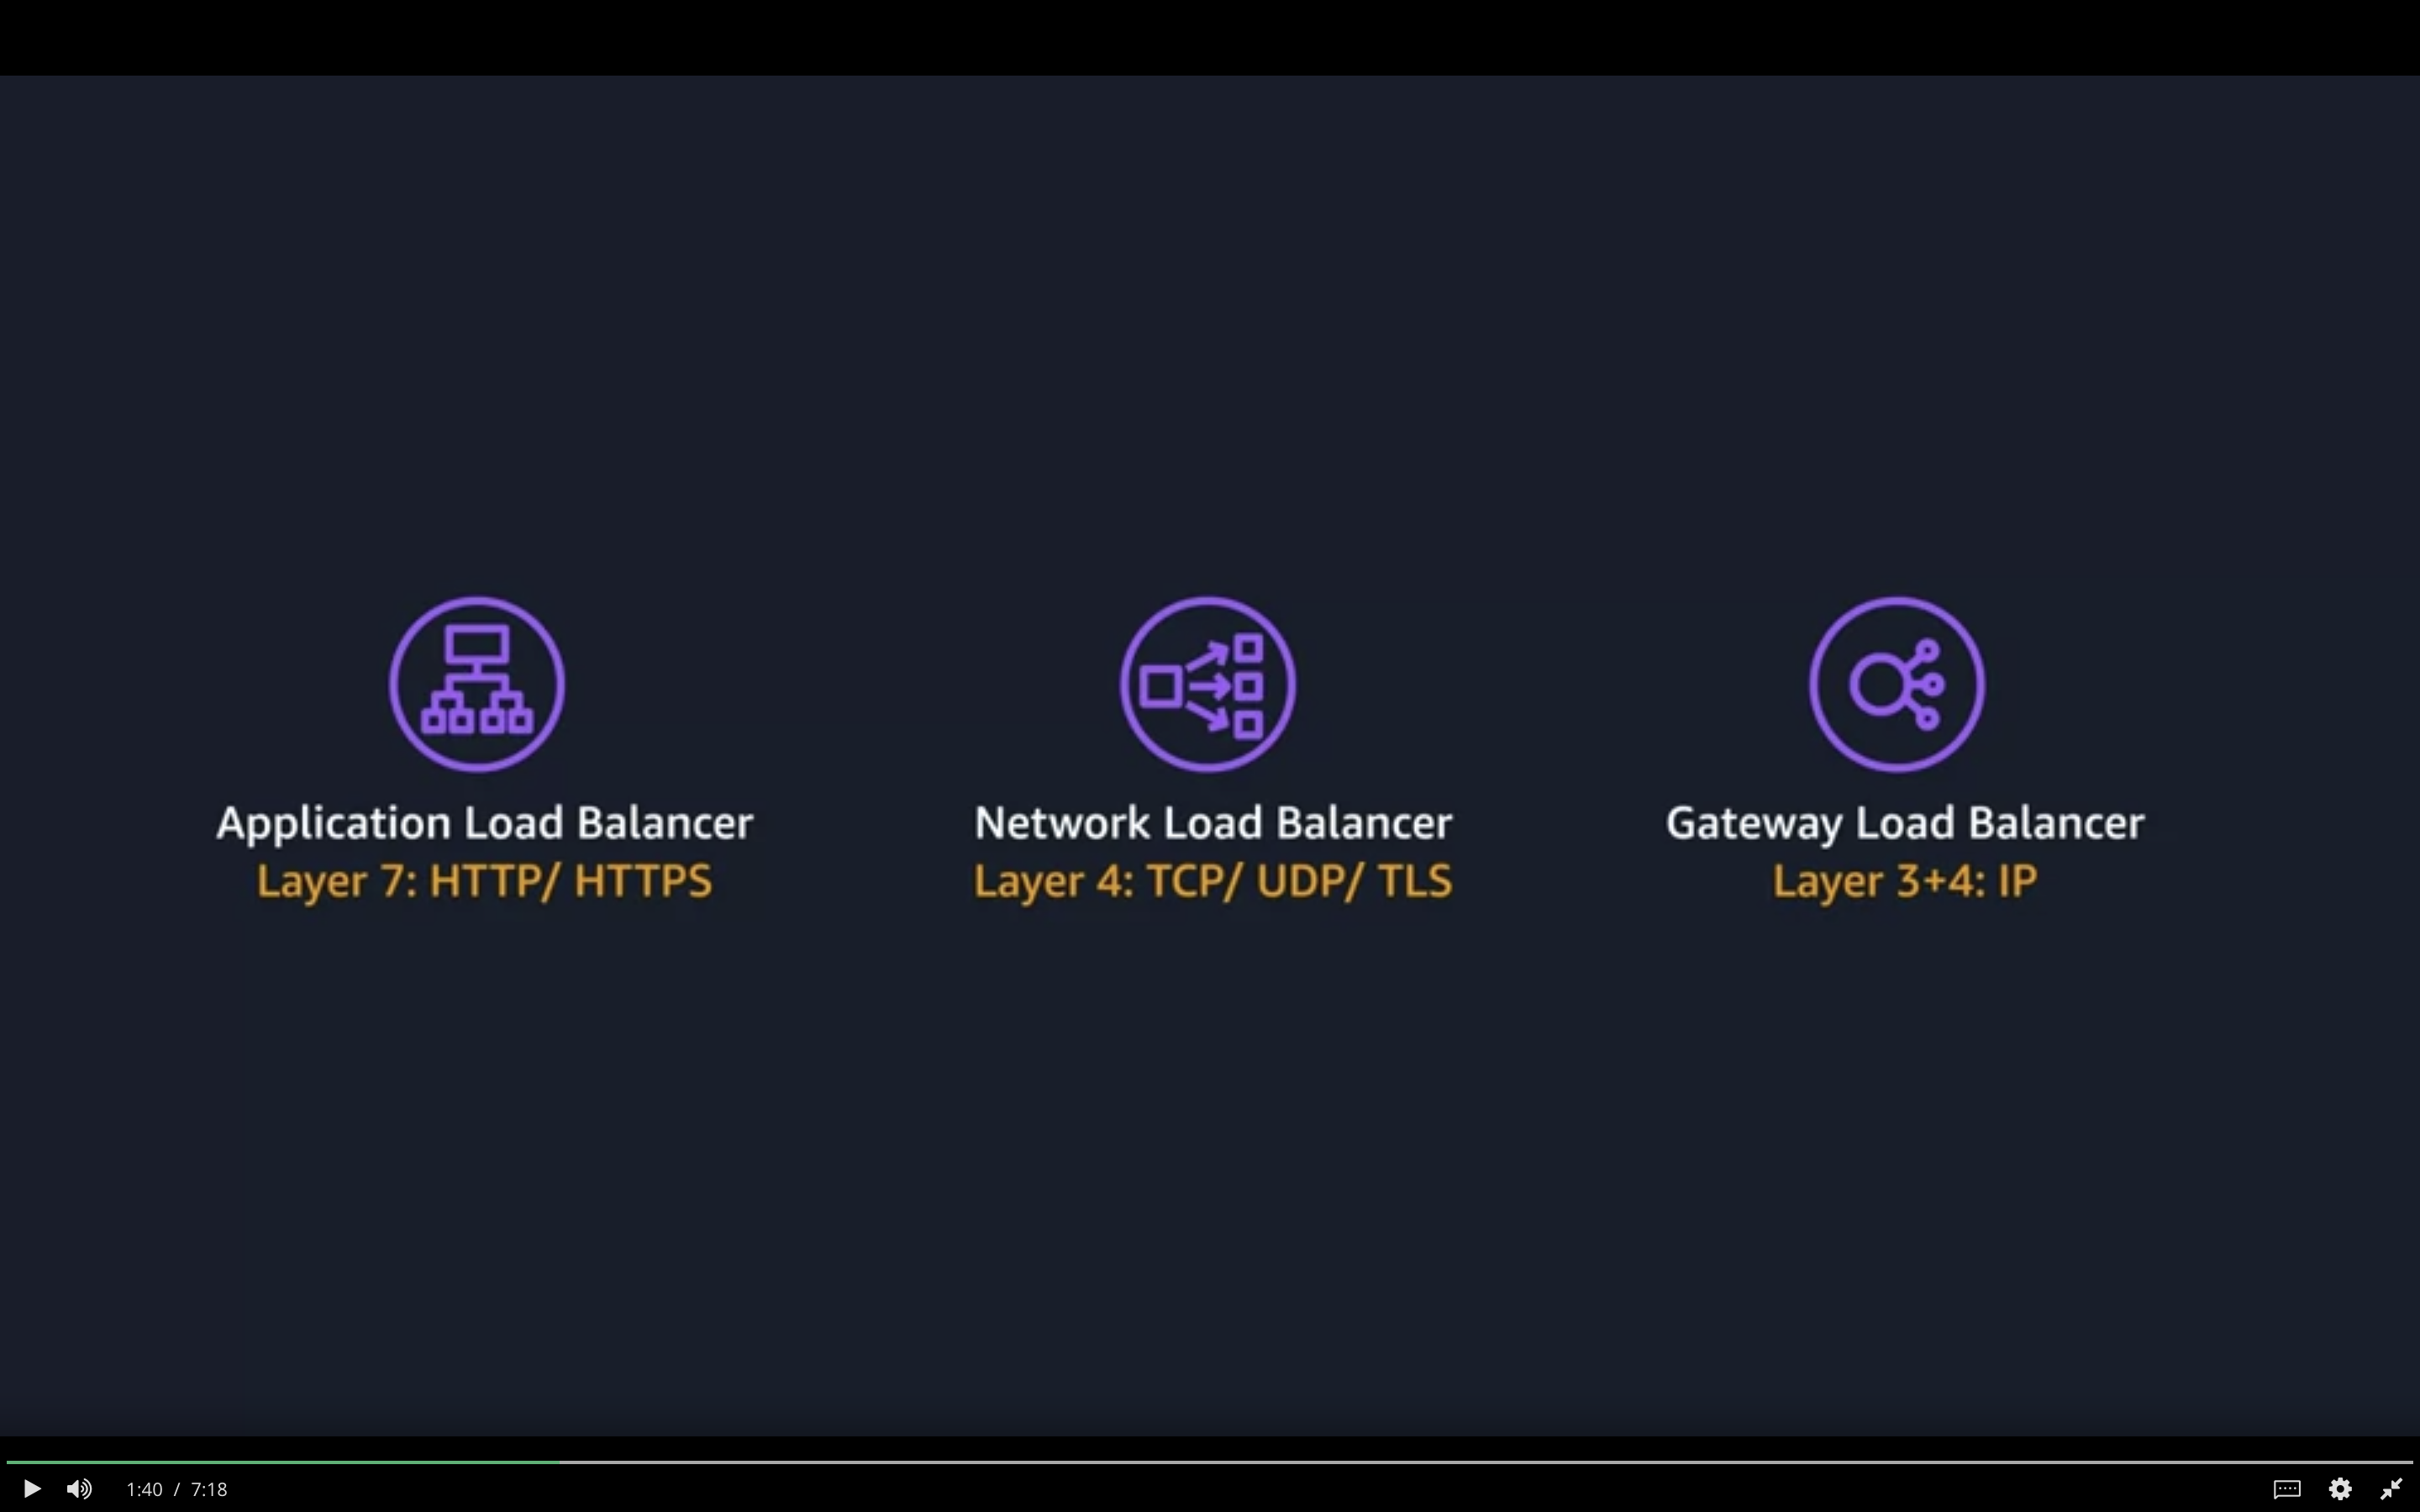 Application Load Balancer
Layer 7: HTTP/ HTTPS
Network Load Balancer
Layer 4: TCP/ UDP/ TLS
Gateway Load Balancer
Layer 3+4: IP
1:40 / 7:18